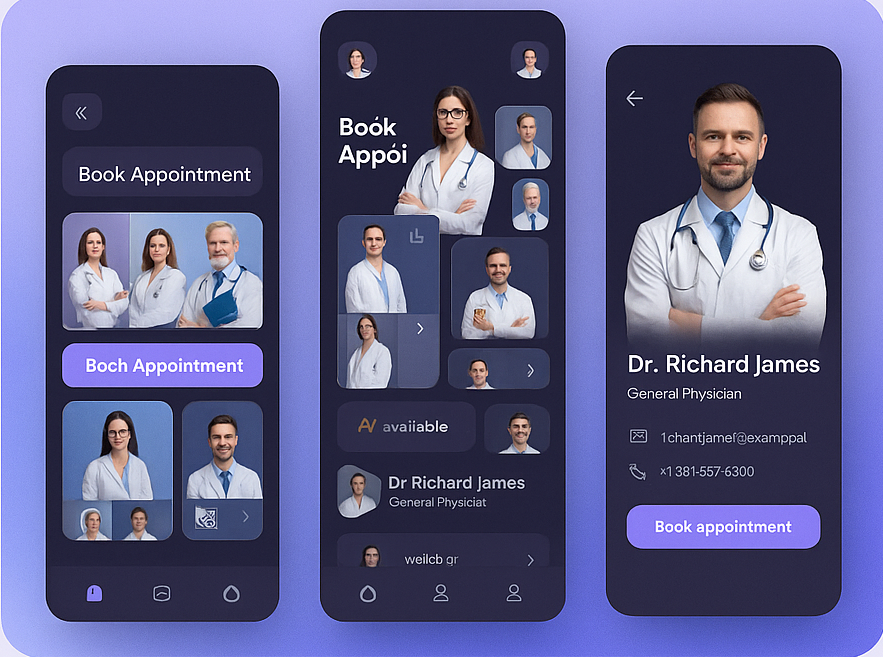 Book Appointment
Boch Appointment
Boók
Appói
AV avaiiable
Dr Richard James
General Physiciat
weilcb gr
Dr. Richard James
General Physician
1chantjamef@examppal
×1 381-557-6300
Book appointment